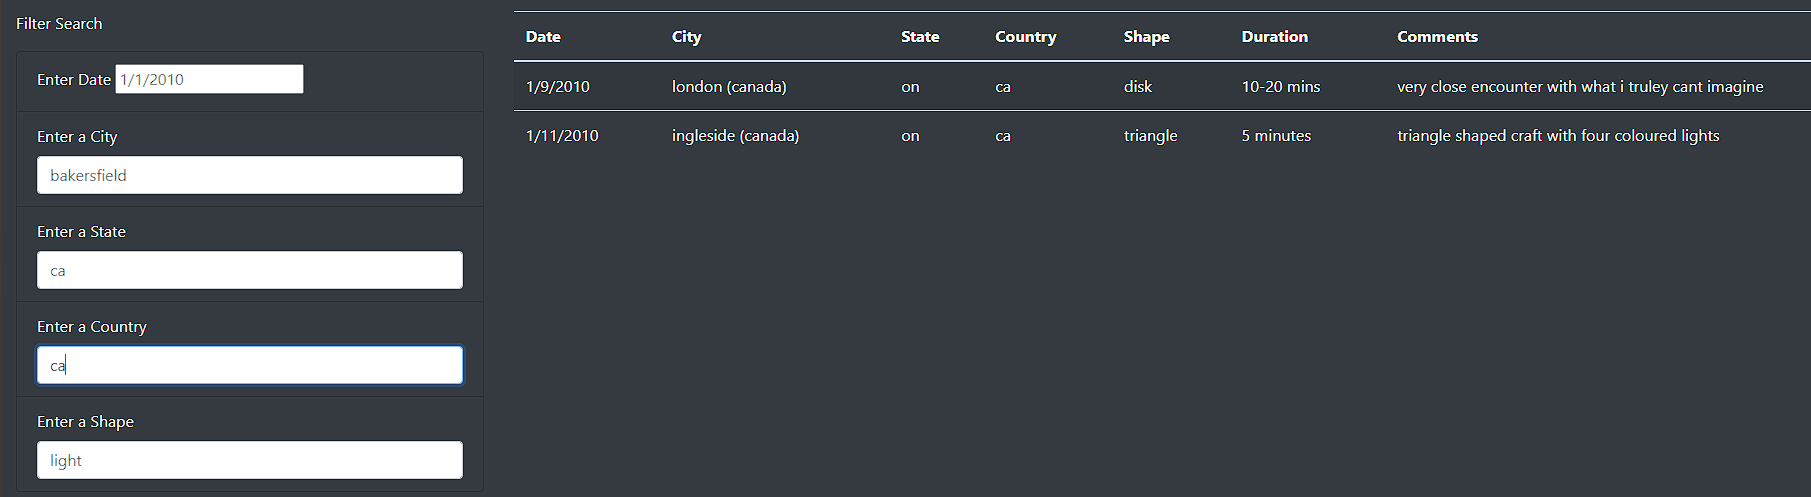 Filter Search
Enter Date 1/1/2010
Enter a City
bakersfield
Enter a State
ca
Enter a Country
ca
Enter a Shape
light
Date City State Country Shape Duration Comments
1/9/2010 london (canada) on ca disk 10-20 mins very close encounter with what i truley cant imagine
1/11/2010 ingleside (canada) on ca triangle 5 minutes triangle shaped craft with four coloured lights